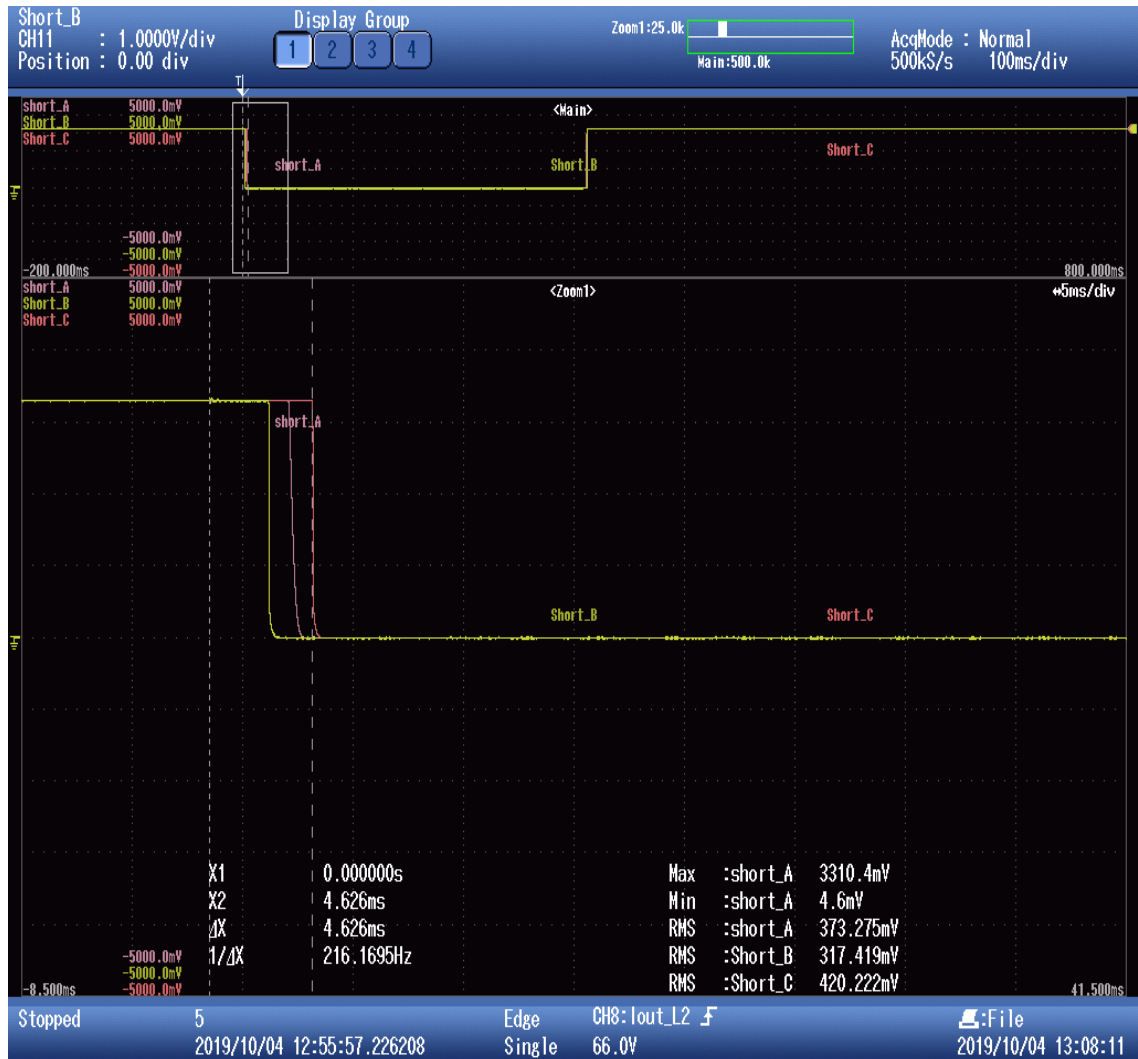 Short_B
CH11 : 1.0000V/div
Position : 0.00 div
Display Group
1 2 3 4
Zoom1:25.0k
Main:500.0k
AcqMode : Normal
500kS/s 100ms/div
T
short_A 5000.0mV
Short_B 5000.0mV
Short_C 5000.0mV
<Main>
short_A
Short_B
Short_C
-5000.0mV
-5000.0mV
-200.000ms -5000.0mV 800.000ms
short_A 5000.0mV
Short_B 5000.0mV
Short_C 5000.0mV
<Zoom1>
↔5ms/div
short_A
Short_B
Short_C
X1 0.000000s
X2 4.626ms
⊿X 4.626ms
1/⊿X 216.1695Hz
Max :short_A 3310.4mV
Min :short_A 4.6mV
RMS :short_A 373.275mV
RMS :Short_B 317.419mV
RMS :Short_C 420.222mV
-5000.0mV
-5000.0mV
-8.500ms -5000.0mV 41.500ms
Stopped 5
2019/10/04 12:55:57.226208
Edge CH8:Iout_L2
Single 66.0V
:File
2019/10/04 13:08:11